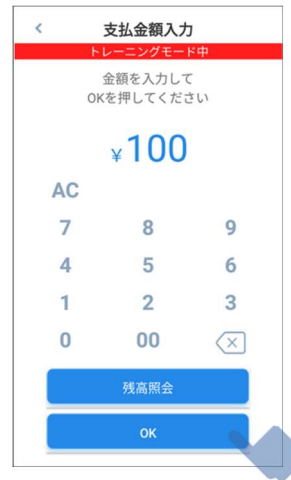 支払金額入力
トレーニングモード中
金額を入力して
OKを押してください
¥100
AC
7 8 9
4 5 6
1 2 3
0 00
残高照会
OK